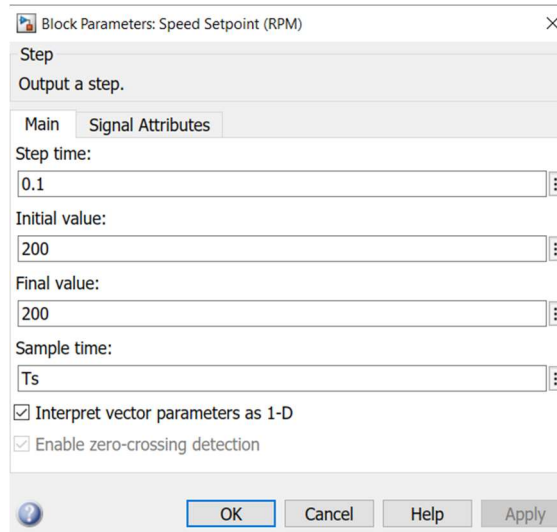 Block Parameters: Speed Setpoint (RPM)
Step
Output a step.
Main Signal Attributes
Step time:
0.1
Initial value:
200
Final value:
200
Sample time:
Ts
Interpret vector parameters as 1-D
Enable zero-crossing detection
OK Cancel Help Apply